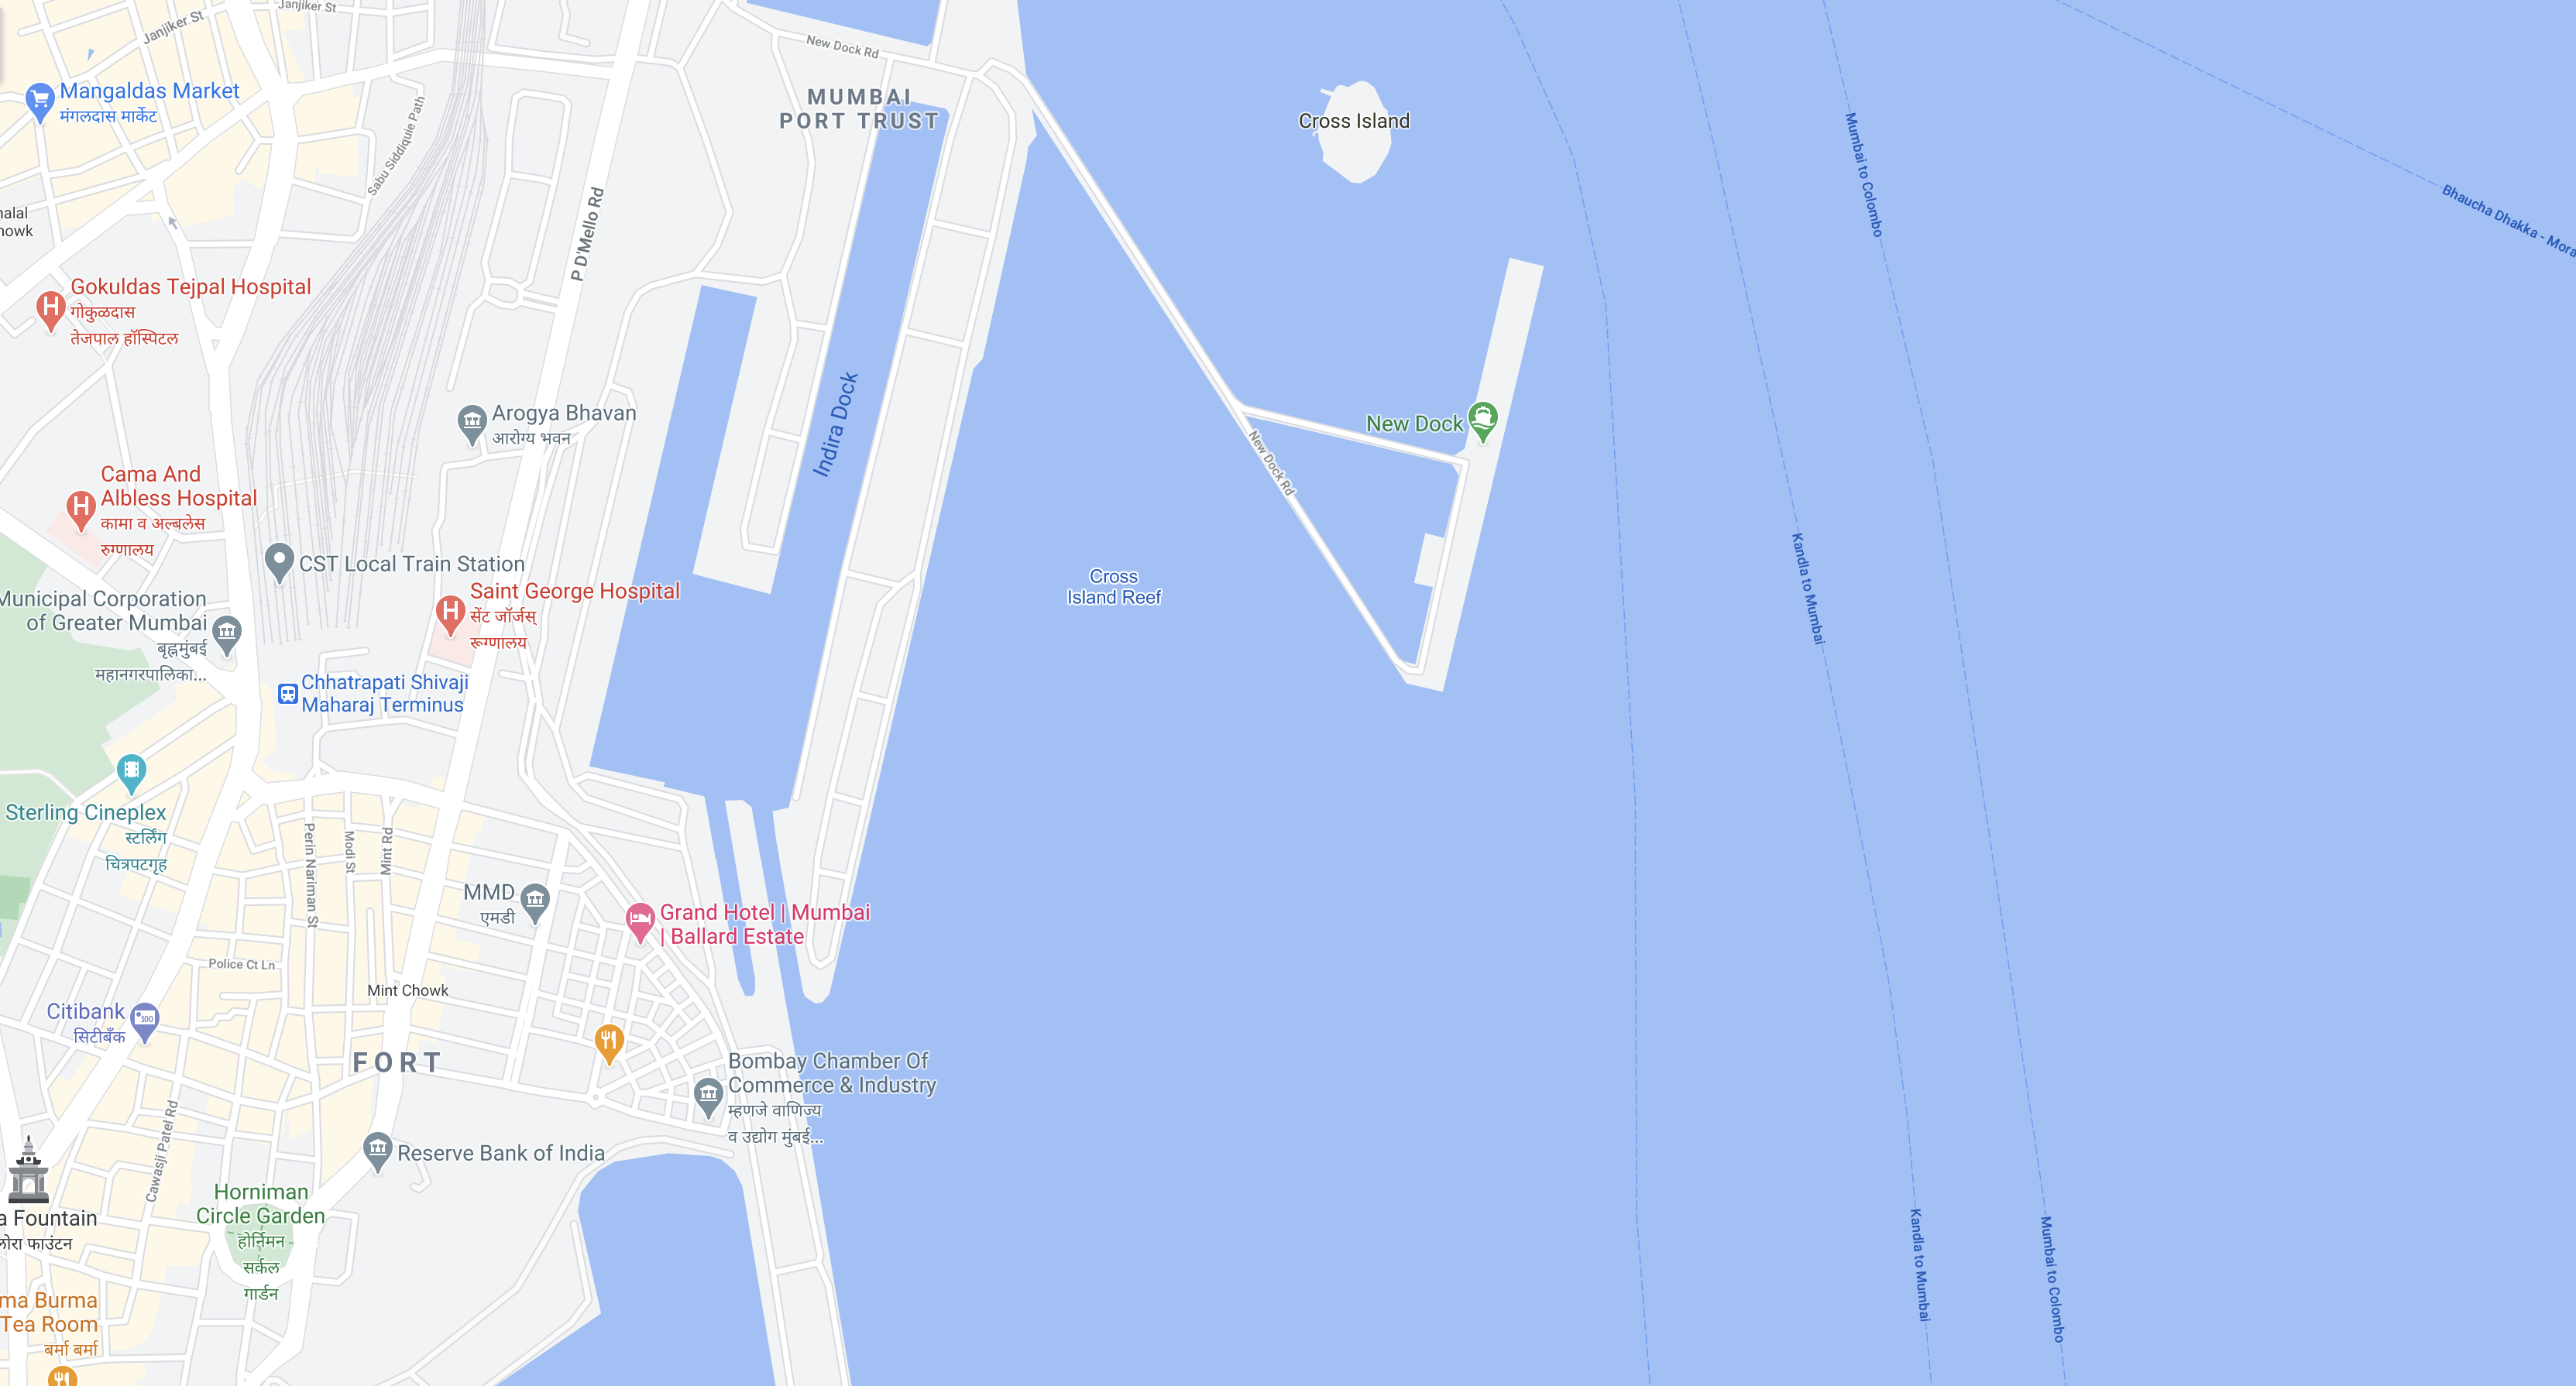 Janjiker St
Janjiker St
New Dock Rd
Mangaldas Market
मंगलदास मार्केट
MUMBAI
PORT TRUST
Cross Island
Sabu Siddiquie Path
Mumbai to Colombo
Bhaucha Dhakka - Mora
P D'Mello Rd
nalal
nowk
Gokuldas Tejpal Hospital
गोकुळदास
तेजपाल हॉस्पिटल
Arogya Bhavan
आरोग्य भवन
Indira Dock
New Dock
New Dock Rd
Cama And
Albless Hospital
कामा व अल्बलेस
रुग्णालय
CST Local Train Station
Saint George Hospital
सेंट जॉर्जस्
रूग्णालय
Cross
Island Reef
Kandla to Mumbai
Municipal Corporation
of Greater Mumbai
बृहन्मुंबई
महानगरपालिका...
Chhatrapati Shivaji
Maharaj Terminus
Sterling Cineplex
स्टर्लिंग
चित्रपटगृह
Perin Nariman St
Modi St
Mint Rd
MMD
एमडी
Grand Hotel | Mumbai
| Ballard Estate
Police Ct Ln
Mint Chowk
Citibank
सिटीबँक
100
FORT
Bombay Chamber Of
Commerce & Industry
म्हणजे वाणिज्य
व उद्योग मुंबई...
Cawasji Patel Rd
Reserve Bank of India
Horniman
Circle Garden
होर्निमन
सर्कल
गार्डन
a Fountain
लोरा फाउंटन
Kandla to Mumbai
Mumbai to Colombo
ma Burma
Tea Room
बर्मा बर्मा